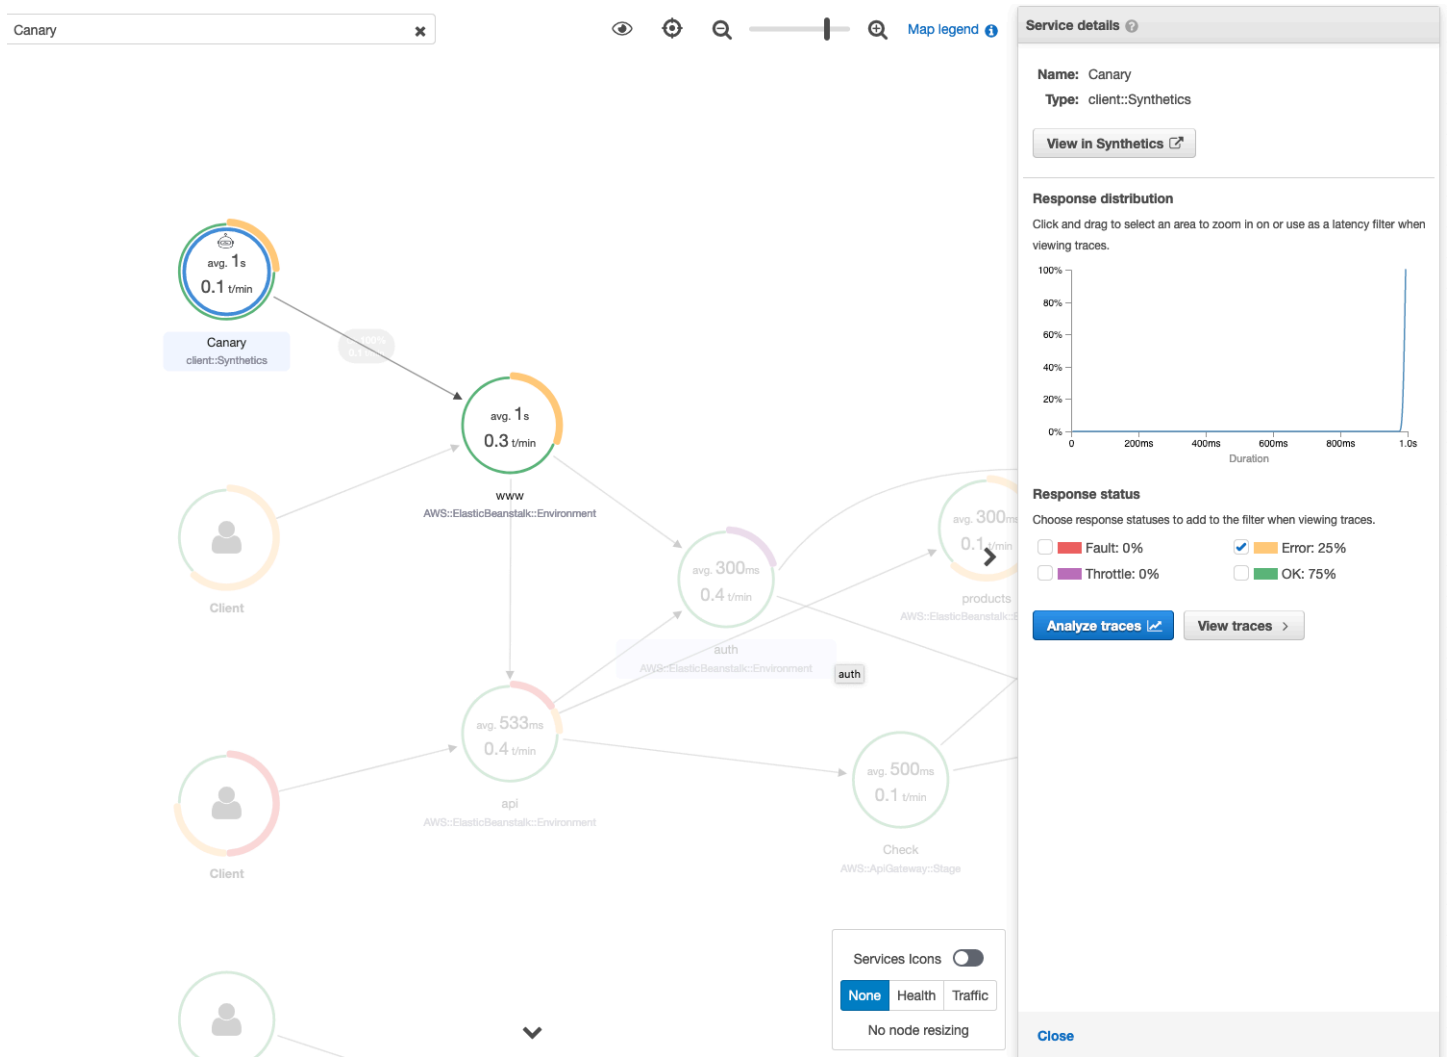 Canary
Map legend
Service details
Name: Canary
Type: client::Synthetics
View in Synthetics
Response distribution
Click and drag to select an area to zoom in on or use as a latency filter when
viewing traces.
100%
80%
60%
40%
20%
0%
0 200ms 400ms 600ms 800ms 1.0s
Duration
Response status
Choose response statuses to add to the filter when viewing traces.
Fault: 0% Error: 25%
Throttle: 0% OK: 75%
Analyze traces View traces
Close
avg. 1s
0.1 t/min
Canary
client::Synthetics
100%
avg. 1s
0.3 t/min
www
AWS::ElasticBeanstalk::Environment
Client
avg. 300ms
0.4 t/min
auth
AWS::ElasticBeanstalk::Environment
auth
avg. 300ms
0.1 t/min
products
avg. 533ms
0.4 t/min
api
AWS::ElasticBeanstalk::Environment
Client
avg. 500ms
0.1 t/min
Check
AWS::ApiGateway::Stage
Services Icons
None Health Traffic
No node resizing